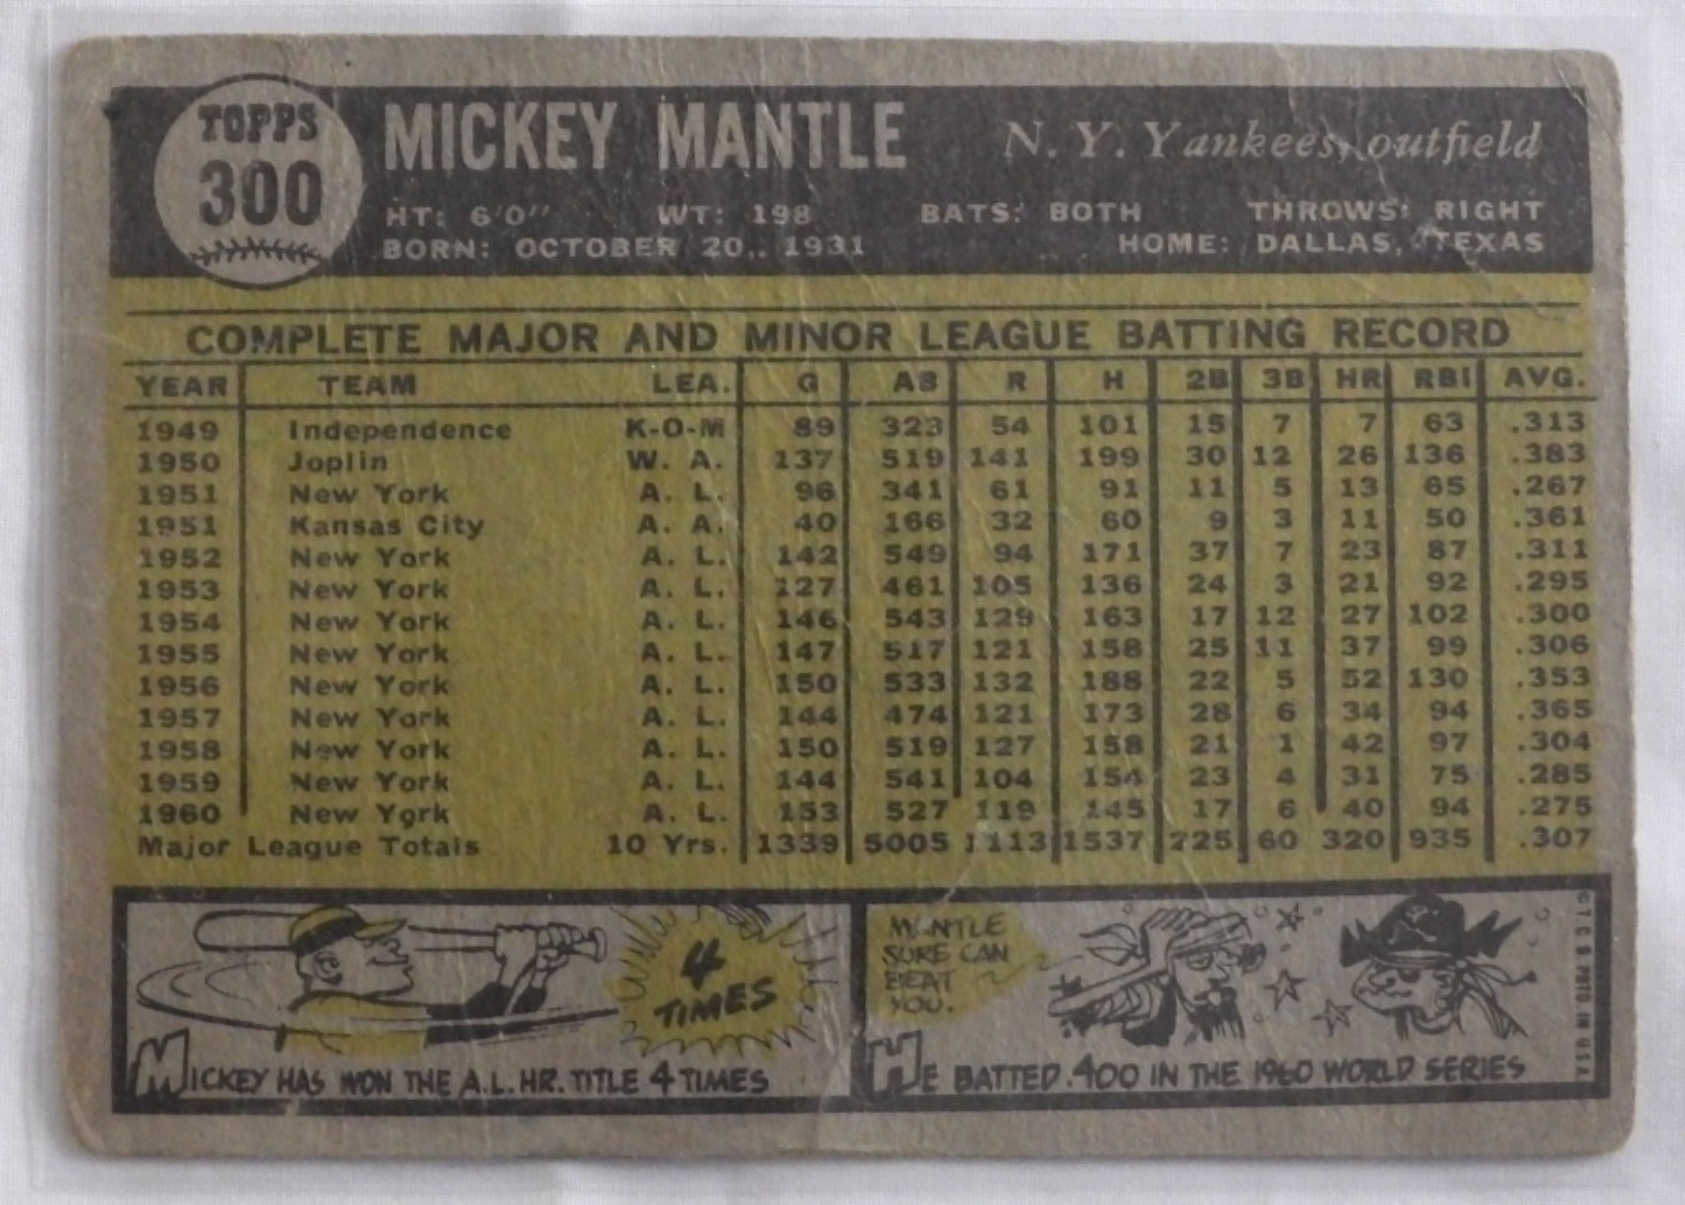 TOPPS
300
MICKEY MANTLE N. Y. Yankees, outfield
HT: 6'0" WT: 198 BATS: BOTH THROWS: RIGHT
BORN: OCTOBER 20, 1931 HOME: DALLAS, TEXAS
COMPLETE MAJOR AND MINOR LEAGUE BATTING RECORD
YEAR TEAM LEA. G AB R H 2B 3B HR RBI AVG.
1949 Independence K-O-M 89 323 54 101 15 7 7 63 .313
1950 Joplin W. A. 137 519 141 199 30 12 26 136 .383
1951 New York A. L. 96 341 61 91 11 5 13 65 .267
1951 Kansas City A. A. 40 166 32 60 9 3 11 50 .361
1952 New York A. L. 142 549 94 171 37 7 23 87 .311
1953 New York A. L. 127 461 105 136 24 3 21 92 .295
1954 New York A. L. 146 543 129 163 17 12 27 102 .300
1955 New York A. L. 147 517 121 158 25 11 37 99 .306
1956 New York A. L. 150 533 132 188 22 5 52 130 .353
1957 New York A. L. 144 474 121 173 28 6 34 94 .365
1958 New York A. L. 150 519 127 158 21 1 42 97 .304
1959 New York A. L. 144 541 104 154 23 4 31 75 .285
1960 New York A. L. 153 527 119 145 17 6 40 94 .275
Major League Totals 10 Yrs. 1339 5005 1113 1537 225 60 320 935 .307
4
TIMES
MICKEY HAS WON THE A.L. HR. TITLE 4 TIMES
MANTLE
SURE CAN
BEAT
YOU.
HE BATTED .400 IN THE 1960 WORLD SERIES
© T.C.G. PRTD. IN U.S.A.